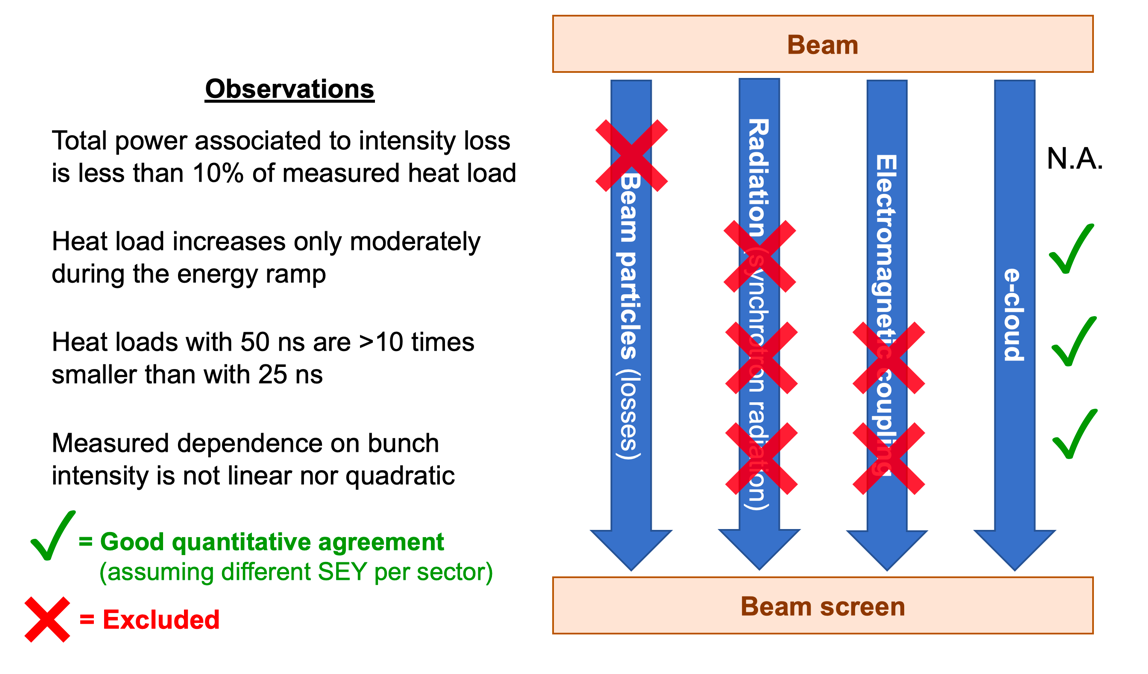 Beam
Observations
Total power associated to intensity loss
is less than 10% of measured heat load
Heat load increases only moderately
during the energy ramp
Heat loads with 50 ns are >10 times
smaller than with 25 ns
Measured dependence on bunch
intensity is not linear nor quadratic
= Good quantitative agreement
(assuming different SEY per sector)
= Excluded
Beam particles (losses)
Radiation (synchrotron radiation)
Electromagnetic coupling
e-cloud
N.A.
Beam screen